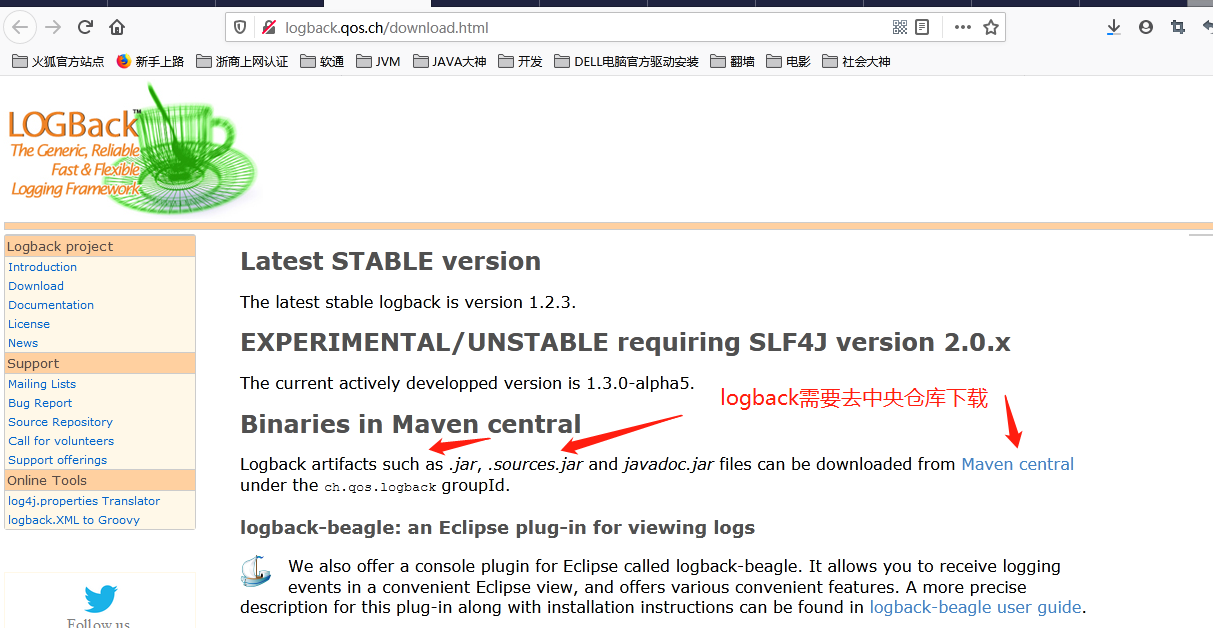 logback.qos.ch/download.html
火狐官方站点 新手上路 浙商上网认证 软通 JVM JAVA大神 开发 DELL电脑官方驱动安装 翻墙 电影 社会大神
LOGBack™
The Generic, Reliable
Fast & Flexible
Logging Framework
Logback project
Introduction
Download
Documentation
License
News
Support
Mailing Lists
Bug Report
Source Repository
Call for volunteers
Support offerings
Online Tools
log4j.properties Translator
logback.XML to Groovy
Follow us
Latest STABLE version
The latest stable logback is version 1.2.3.
EXPERIMENTAL/UNSTABLE requiring SLF4J version 2.0.x
The current actively developped version is 1.3.0-alpha5.
logback需要去中央仓库下载
Binaries in Maven central
Logback artifacts such as .jar, .sources.jar and javadoc.jar files can be downloaded from Maven central
under the ch.qos.logback groupId.
logback-beagle: an Eclipse plug-in for viewing logs
We also offer a console plugin for Eclipse called logback-beagle. It allows you to receive logging
events in a convenient Eclipse view, and offers various convenient features. A more precise
description for this plug-in along with installation instructions can be found in logback-beagle user guide.